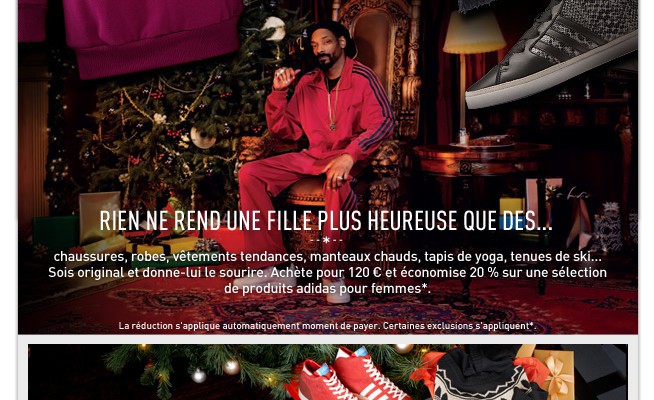 RIEN NE REND UNE FILLE PLUS HEUREUSE QUE DES...
chaussures, robes, vêtements tendances, manteaux chauds, tapis de yoga, tenues de ski...
Sois original et donne-lui le sourire. Achète pour 120 € et économise 20 % sur une sélection
de produits adidas pour femmes*.
La réduction s'applique automatiquement moment de payer. Certaines exclusions s'appliquent*.